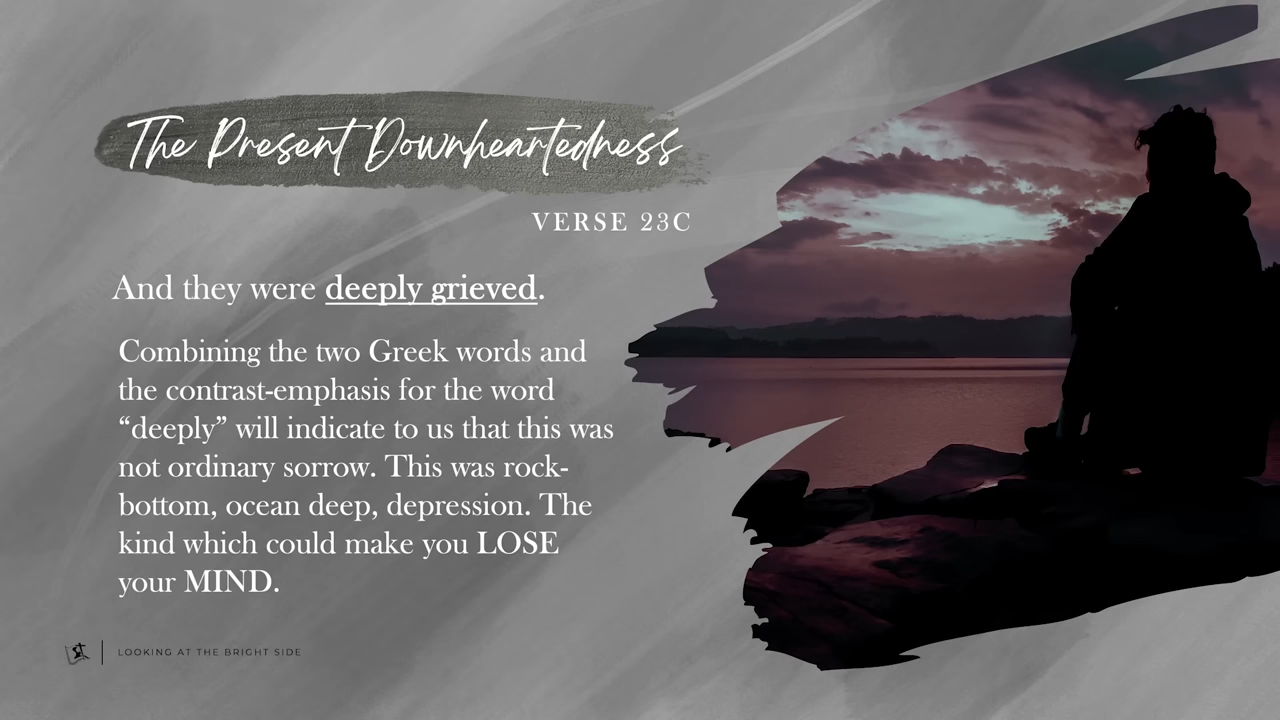 The Present Downheartedness
VERSE 23C
And they were deeply grieved.
Combining the two Greek words and
the contrast-emphasis for the word
“deeply” will indicate to us that this was
not ordinary sorrow. This was rock-
bottom, ocean deep, depression. The
kind which could make you LOSE
your MIND.
LOOKING AT THE BRIGHT SIDE